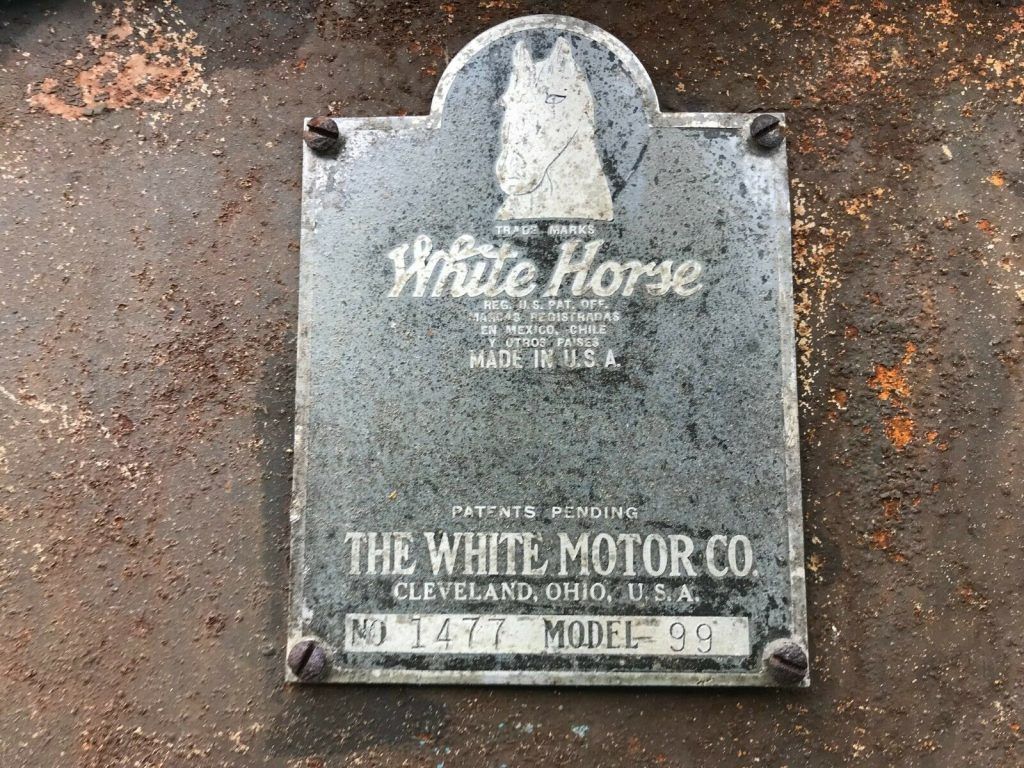 TRADE MARKS
White Horse
REG. U.S. PAT. OFF.
MARCAS REGISTRADAS
EN MEXICO, CHILE
Y OTROS PAISES
MADE IN U.S.A.
PATENTS PENDING
THE WHITE MOTOR CO.
CLEVELAND, OHIO, U.S.A.
NO 1477 MODEL 99